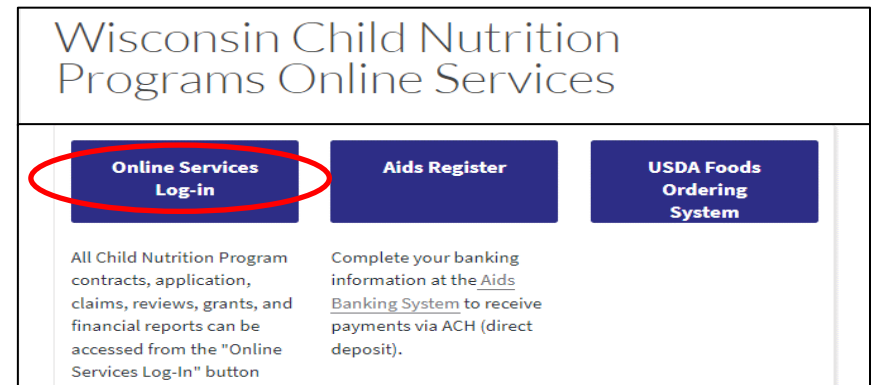 Wisconsin Child Nutrition
Programs Online Services
Online Services
Log-in
Aids Register
USDA Foods
Ordering
System
All Child Nutrition Program
contracts, application,
claims, reviews, grants, and
financial reports can be
accessed from the "Online
Services Log-In" button
Complete your banking
information at the Aids
Banking System to receive
payments via ACH (direct
deposit).